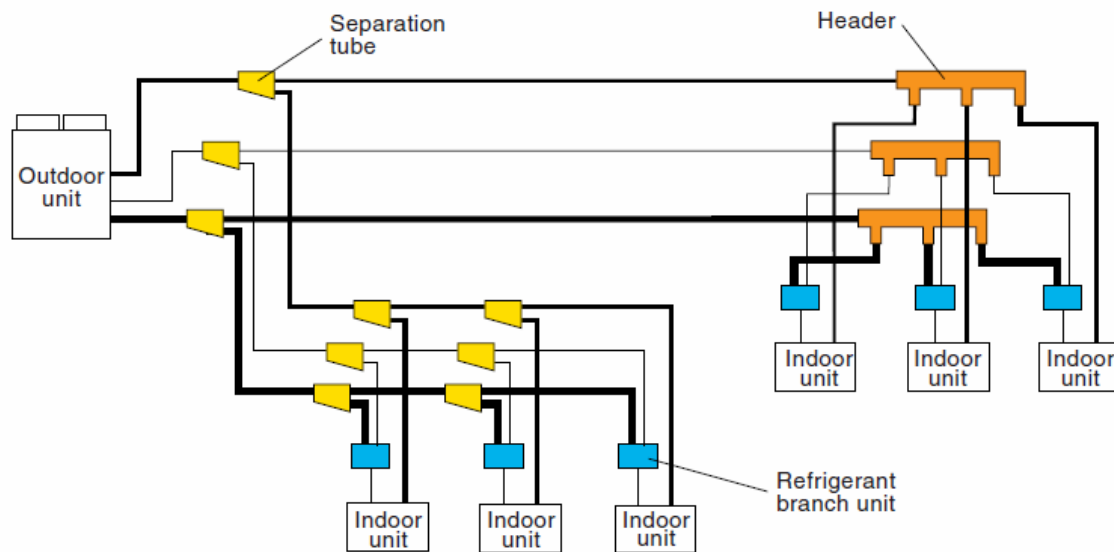 Separation
tube
Header
Outdoor
unit
Indoor
unit
Indoor
unit
Indoor
unit
Refrigerant
branch unit
Indoor
unit
Indoor
unit
Indoor
unit